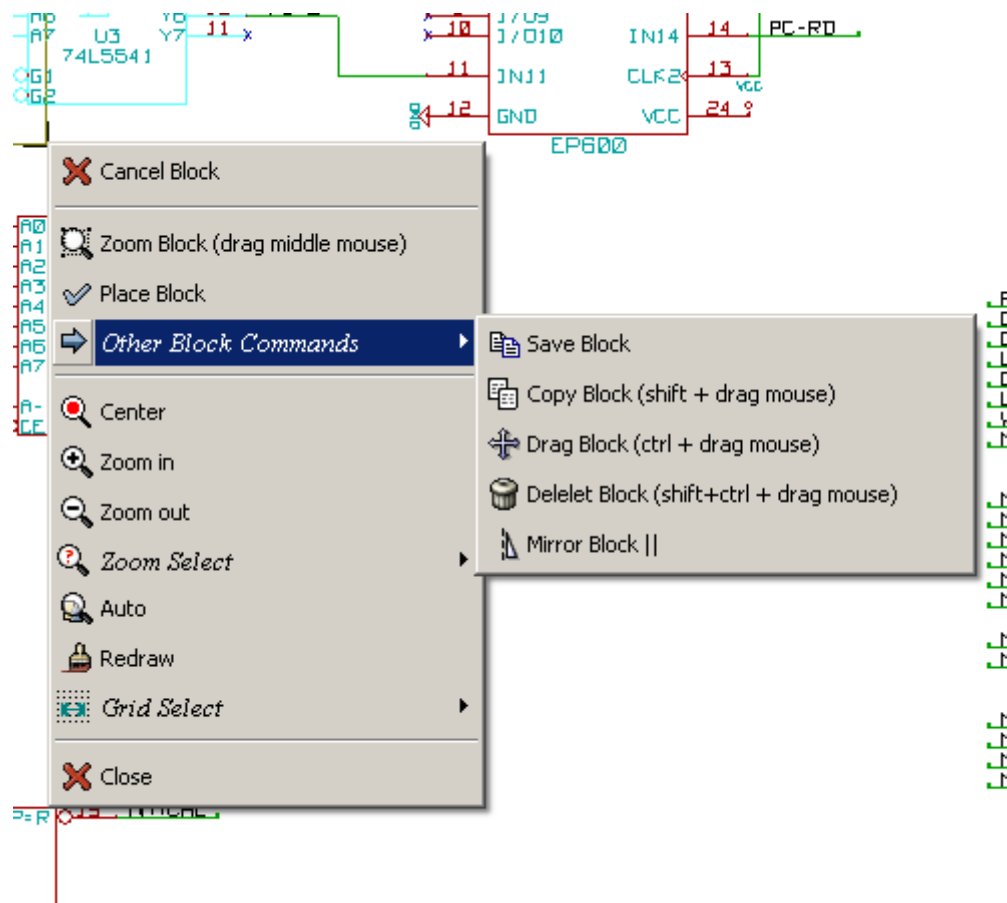 A7 U3 Y7 11 x
74LS541
G1
G2
10 I/O10 IN14 14 PC-RD
11 IN11 CLK2 13
VCC
12 GND VCC 24
EP600
Cancel Block
A0
A1 Zoom Block (drag middle mouse)
A2
A3 Place Block
A4
A5
A6 Other Block Commands Save Block
A7
Copy Block (shift + drag mouse)
A- Center
Drag Block (ctrl + drag mouse)
Zoom in
Delelet Block (shift+ctrl + drag mouse)
Zoom out
Mirror Block ||
Zoom Select
Auto
Redraw
Grid Select
Close
P=R